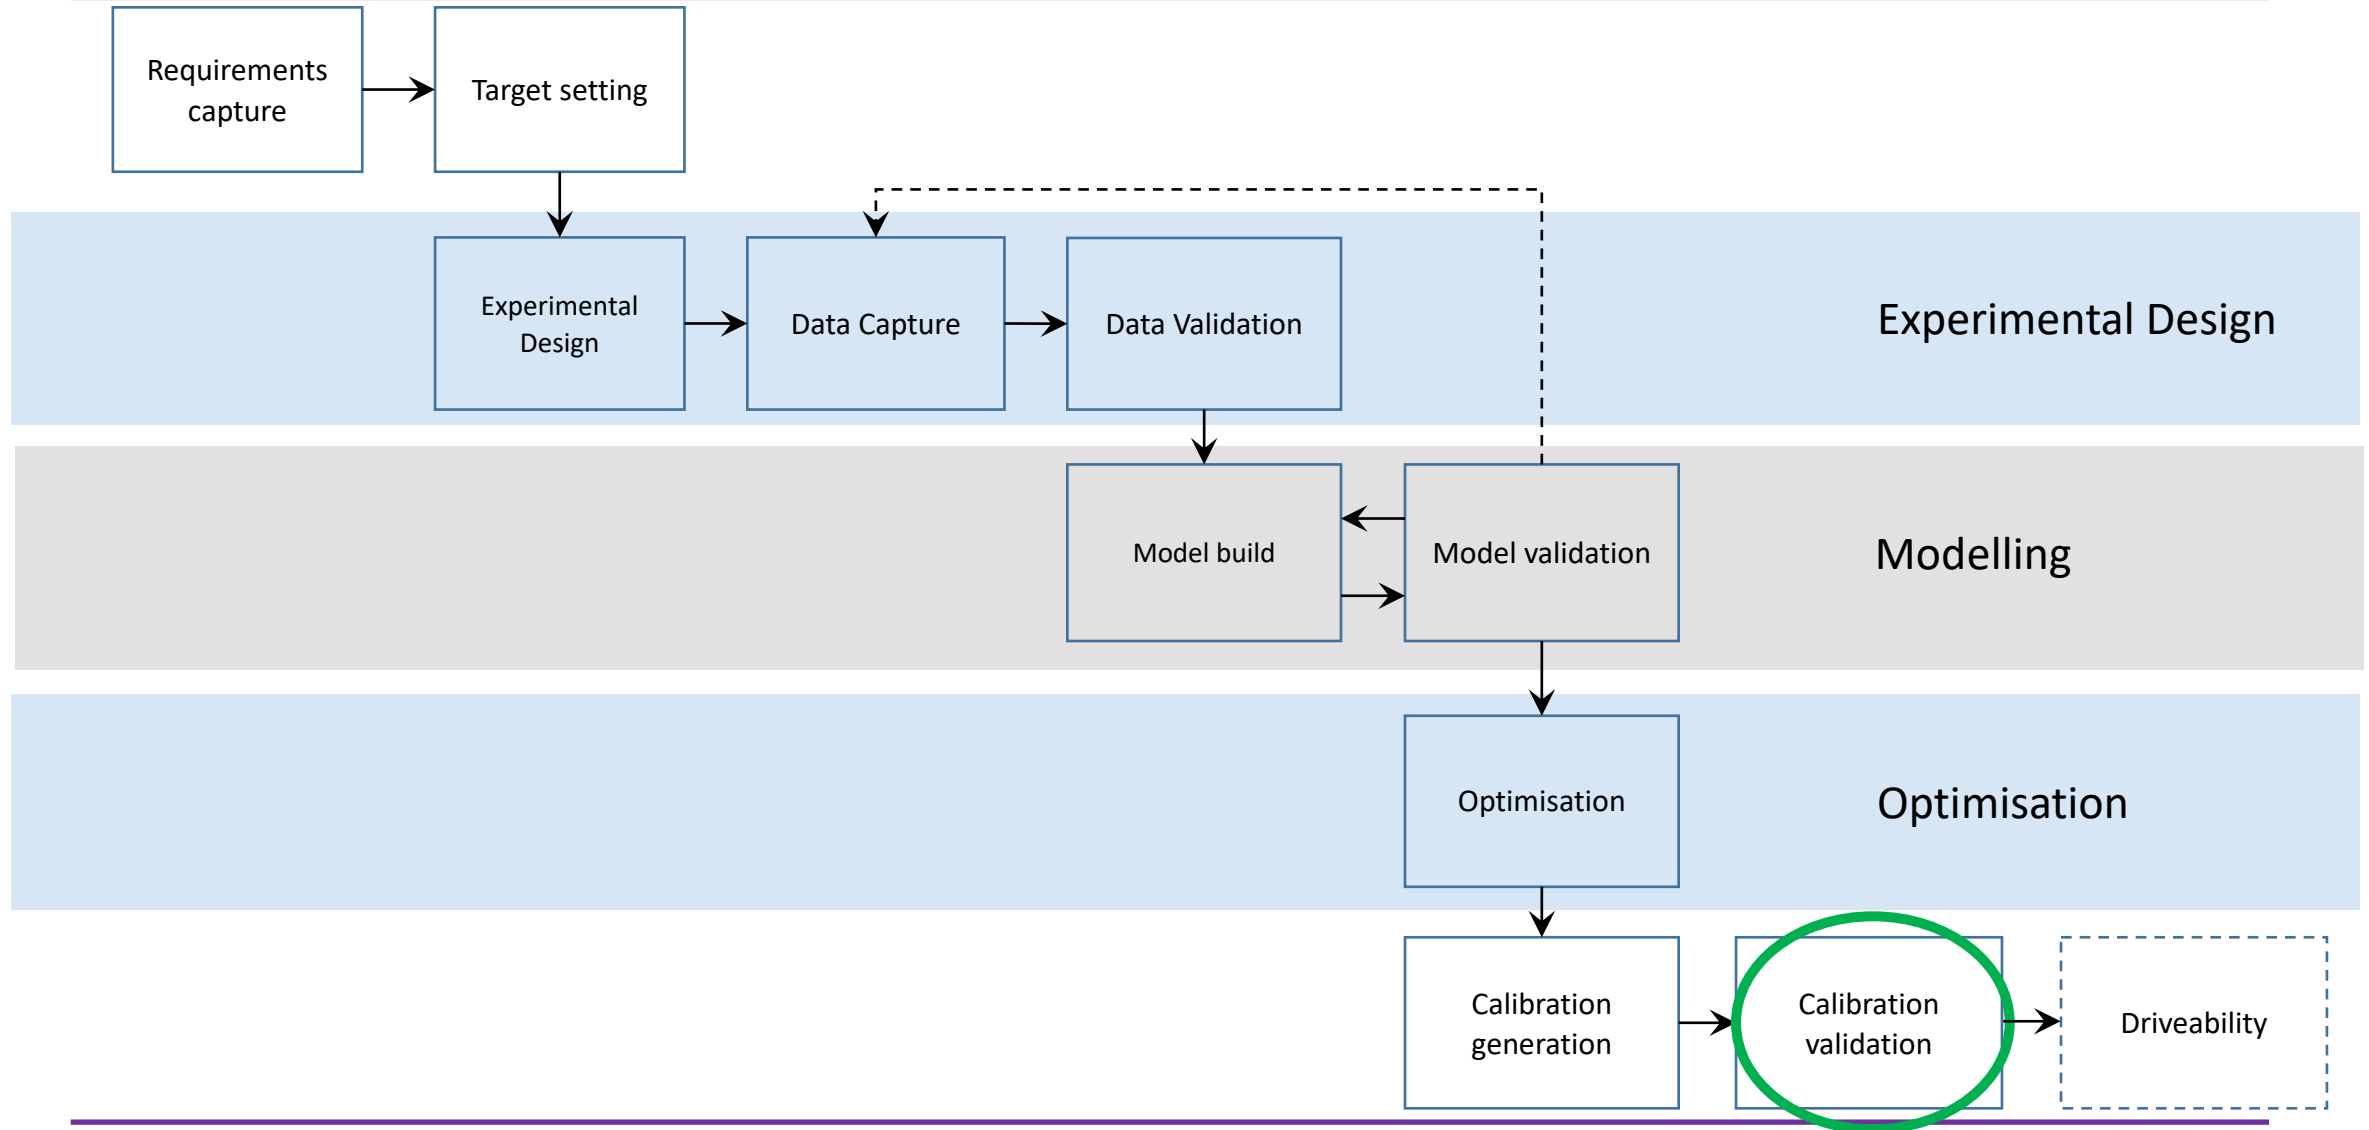 Requirements
capture
Target setting
Experimental
Design
Data Capture
Data Validation
Experimental Design
Model build
Model validation
Modelling
Optimisation
Optimisation
Calibration
generation
Calibration
validation
Driveability